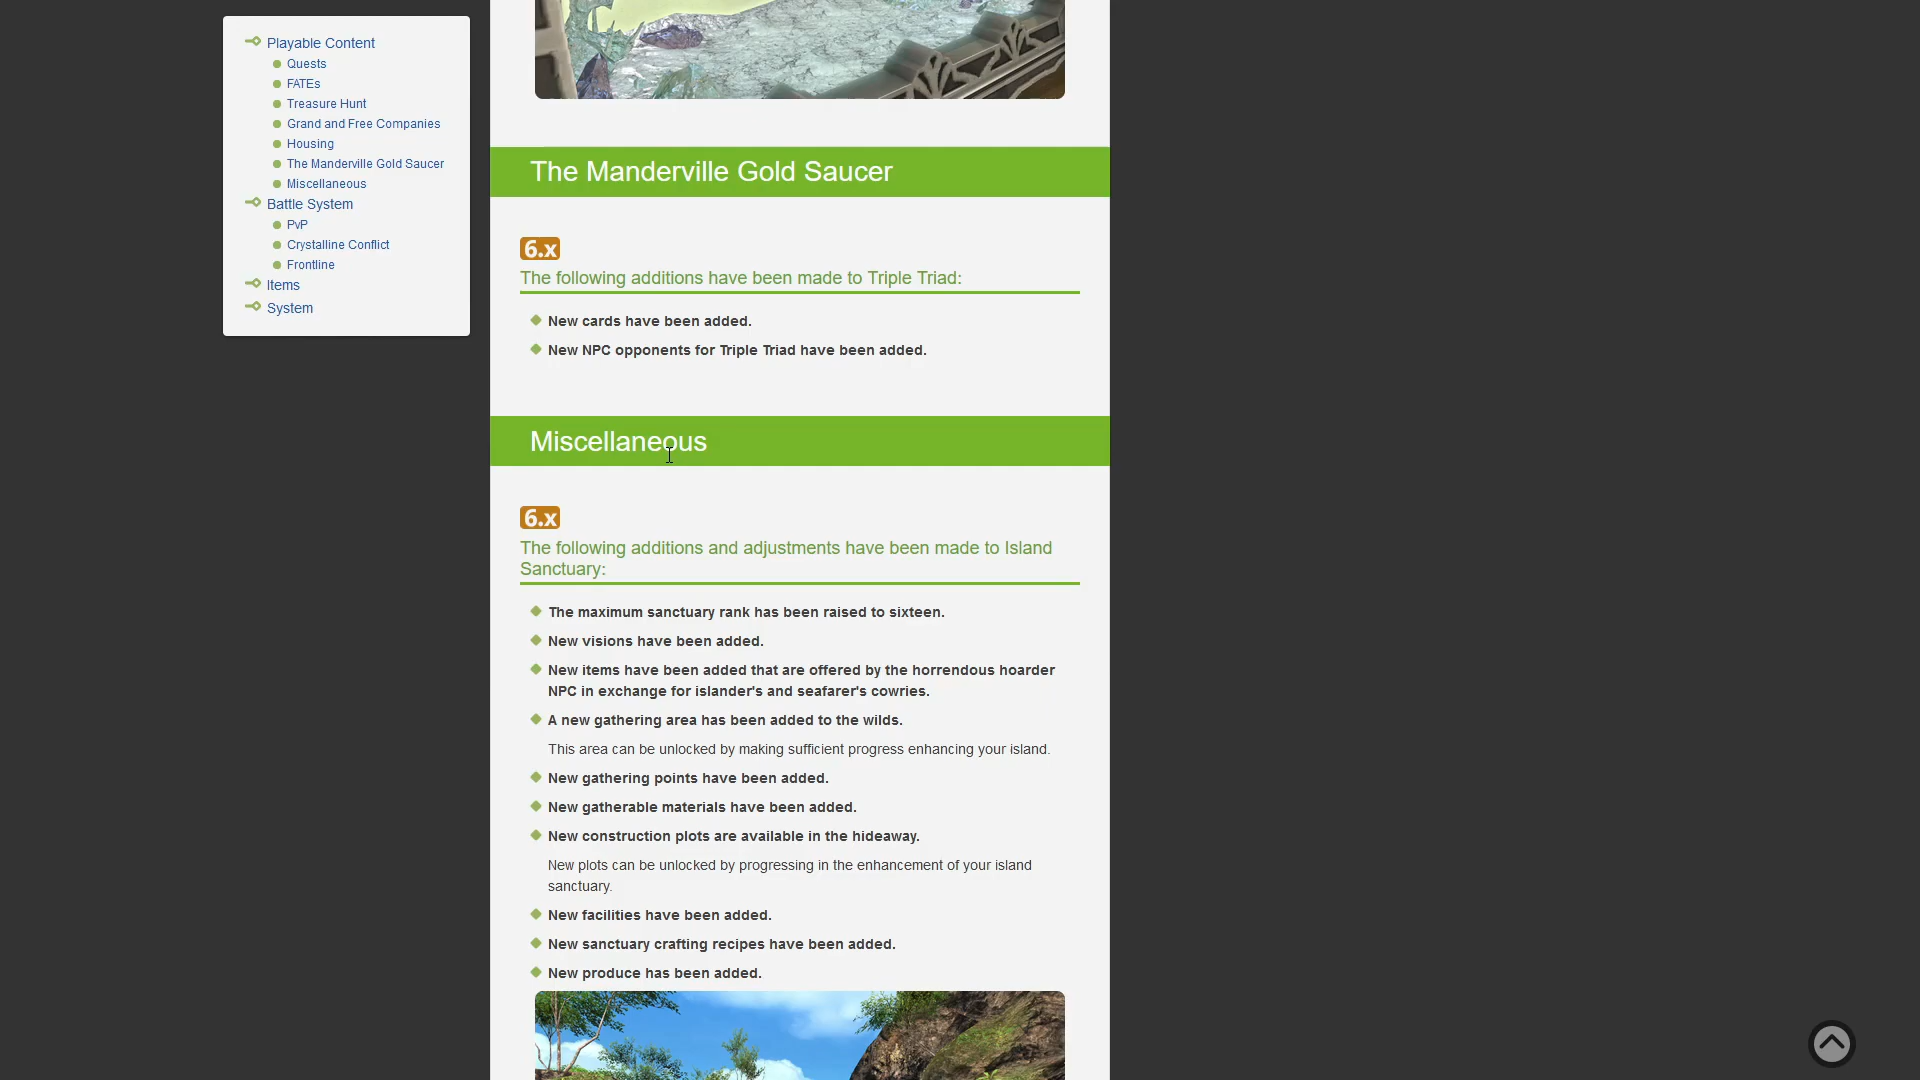 Playable Content
Quests
FATEs
Treasure Hunt
Grand and Free Companies
Housing
The Manderville Gold Saucer
Miscellaneous
Battle System
PvP
Crystalline Conflict
Frontline
Items
System
The Manderville Gold Saucer
6.x
The following additions have been made to Triple Triad:
New cards have been added.
New NPC opponents for Triple Triad have been added.
Miscellaneous
6.x
The following additions and adjustments have been made to Island
Sanctuary:
The maximum sanctuary rank has been raised to sixteen.
New visions have been added.
New items have been added that are offered by the horrendous hoarder
NPC in exchange for islander's and seafarer's cowries.
A new gathering area has been added to the wilds.
This area can be unlocked by making sufficient progress enhancing your island.
New gathering points have been added.
New gatherable materials have been added.
New construction plots are available in the hideaway.
New plots can be unlocked by progressing in the enhancement of your island
sanctuary.
New facilities have been added.
New sanctuary crafting recipes have been added.
New produce has been added.